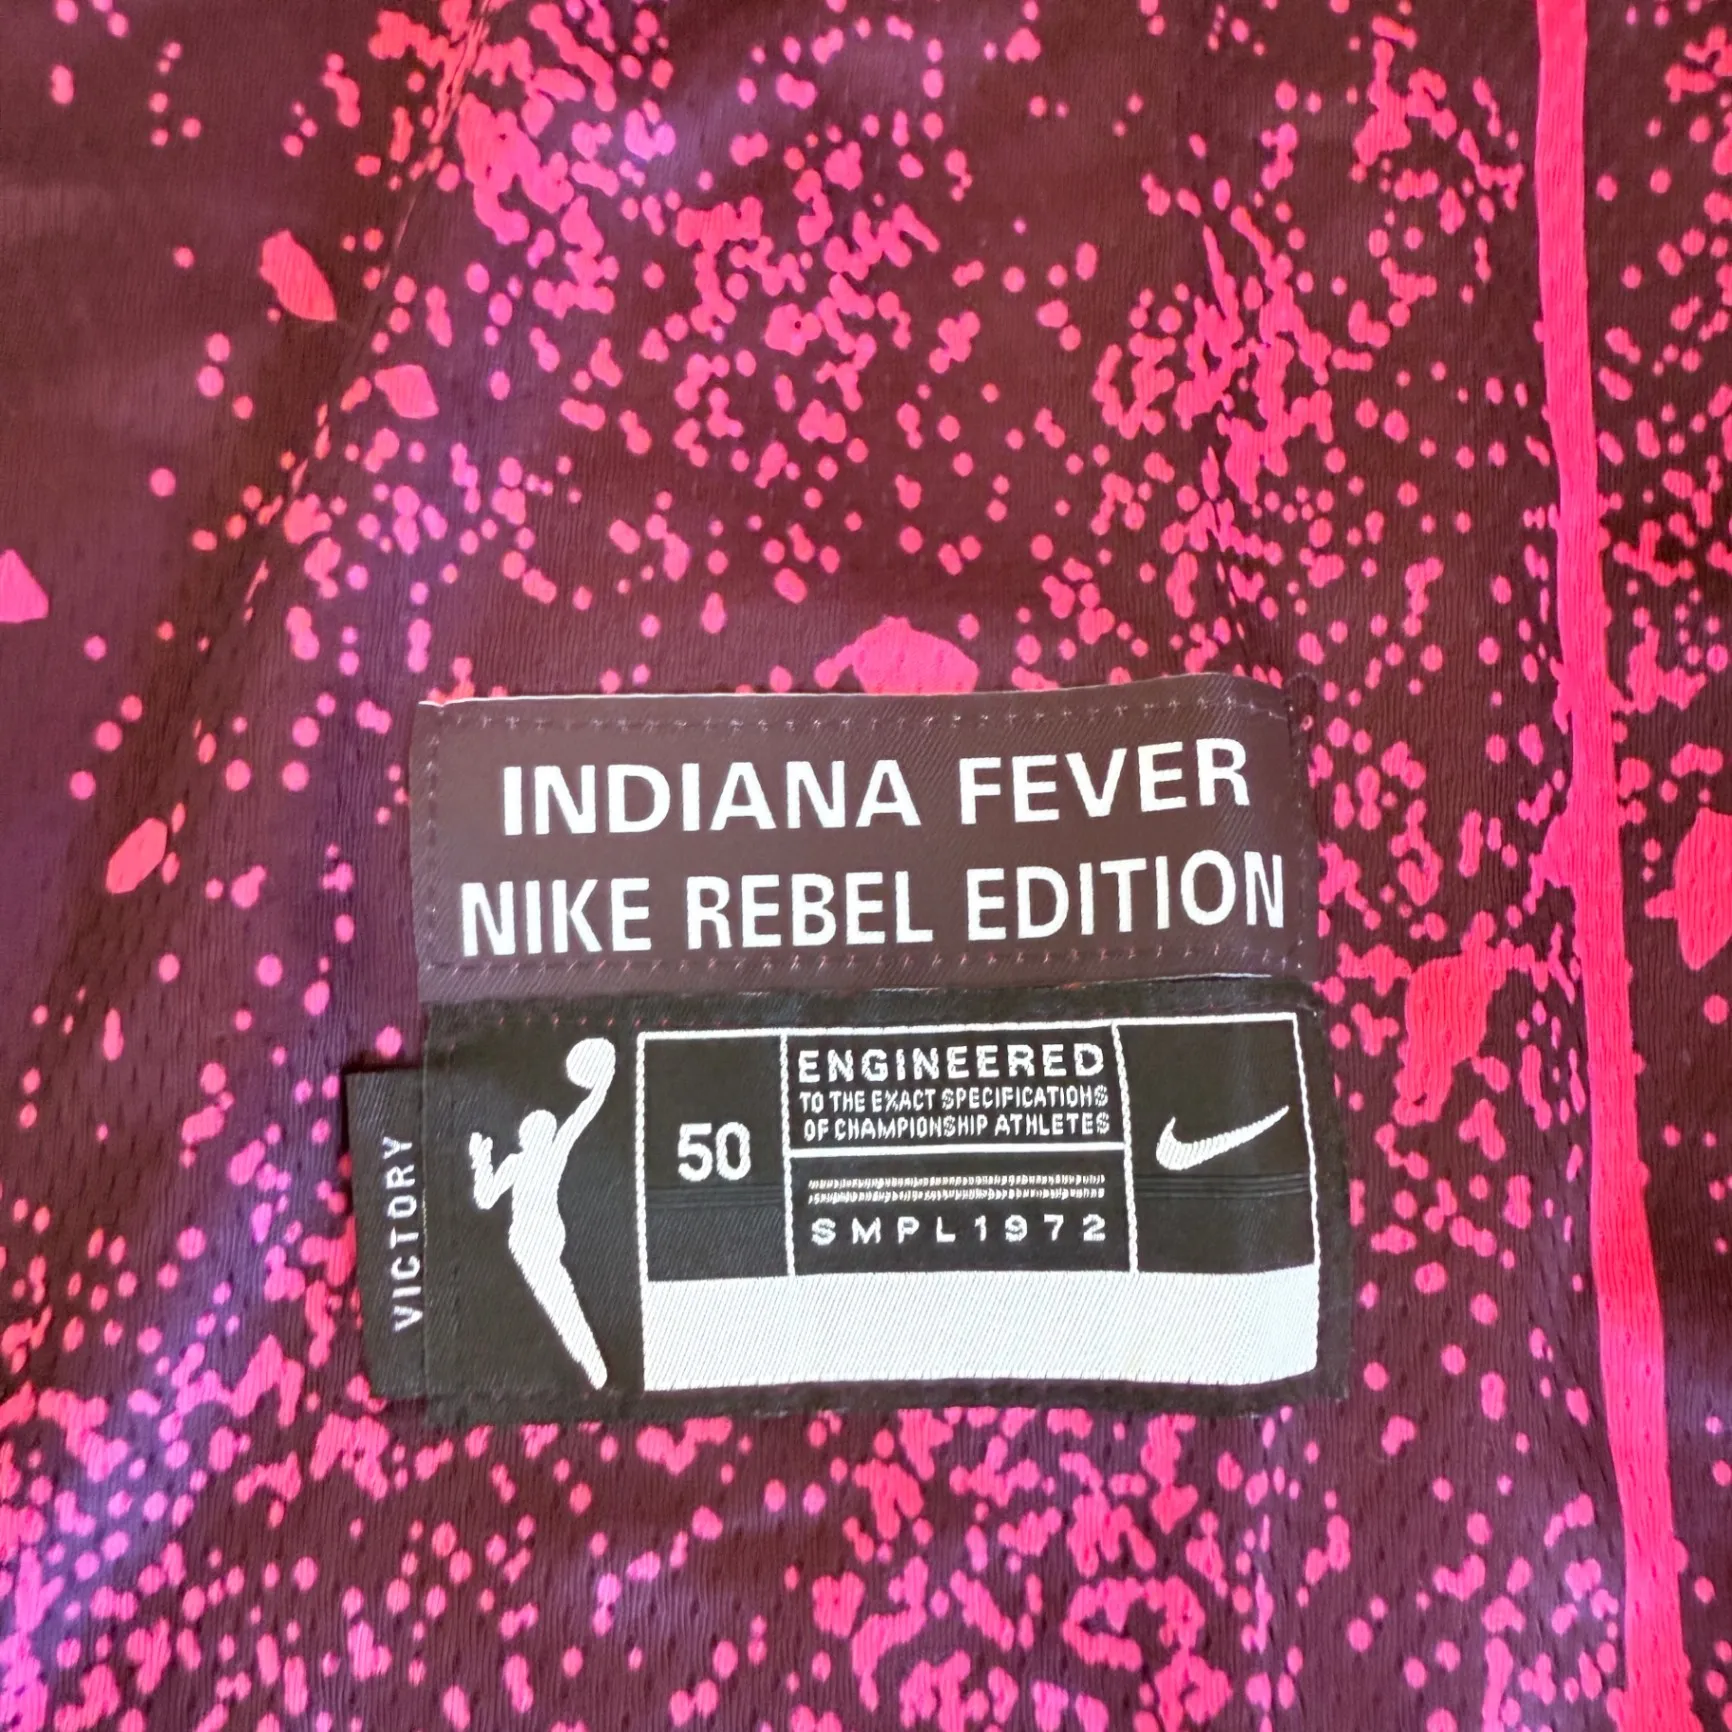 INDIANA FEVER
NIKE REBEL EDITION
VICTORY
50
ENGINEERED
TO THE EXACT SPECIFICATIONS
OF CHAMPIONSHIP ATHLETES
SMPL1972